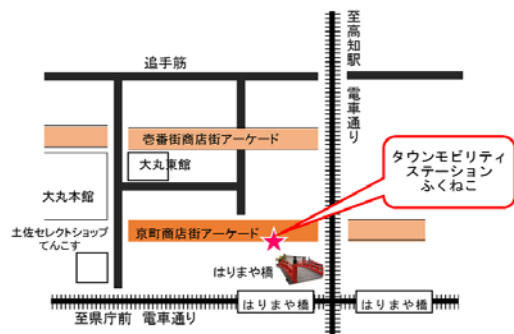 至高知駅
電車通り
追手筋
壱番街商店街アーケード
大丸東館
タウンモビリティ
ステーション
ふくねこ
大丸本館
京町商店街アーケード
土佐セレクトショップ
てんこす
はりまや橋
はりまや橋
はりまや橋
至県庁前 電車通り